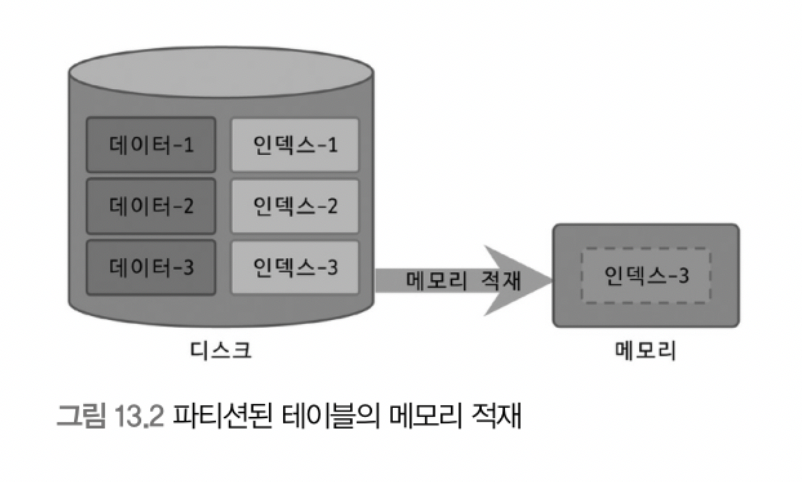 데이터-1 인덱스-1
데이터-2 인덱스-2
데이터-3 인덱스-3
메모리 적재
인덱스-3
디스크
메모리
그림 13.2 파티션된 테이블의 메모리 적재